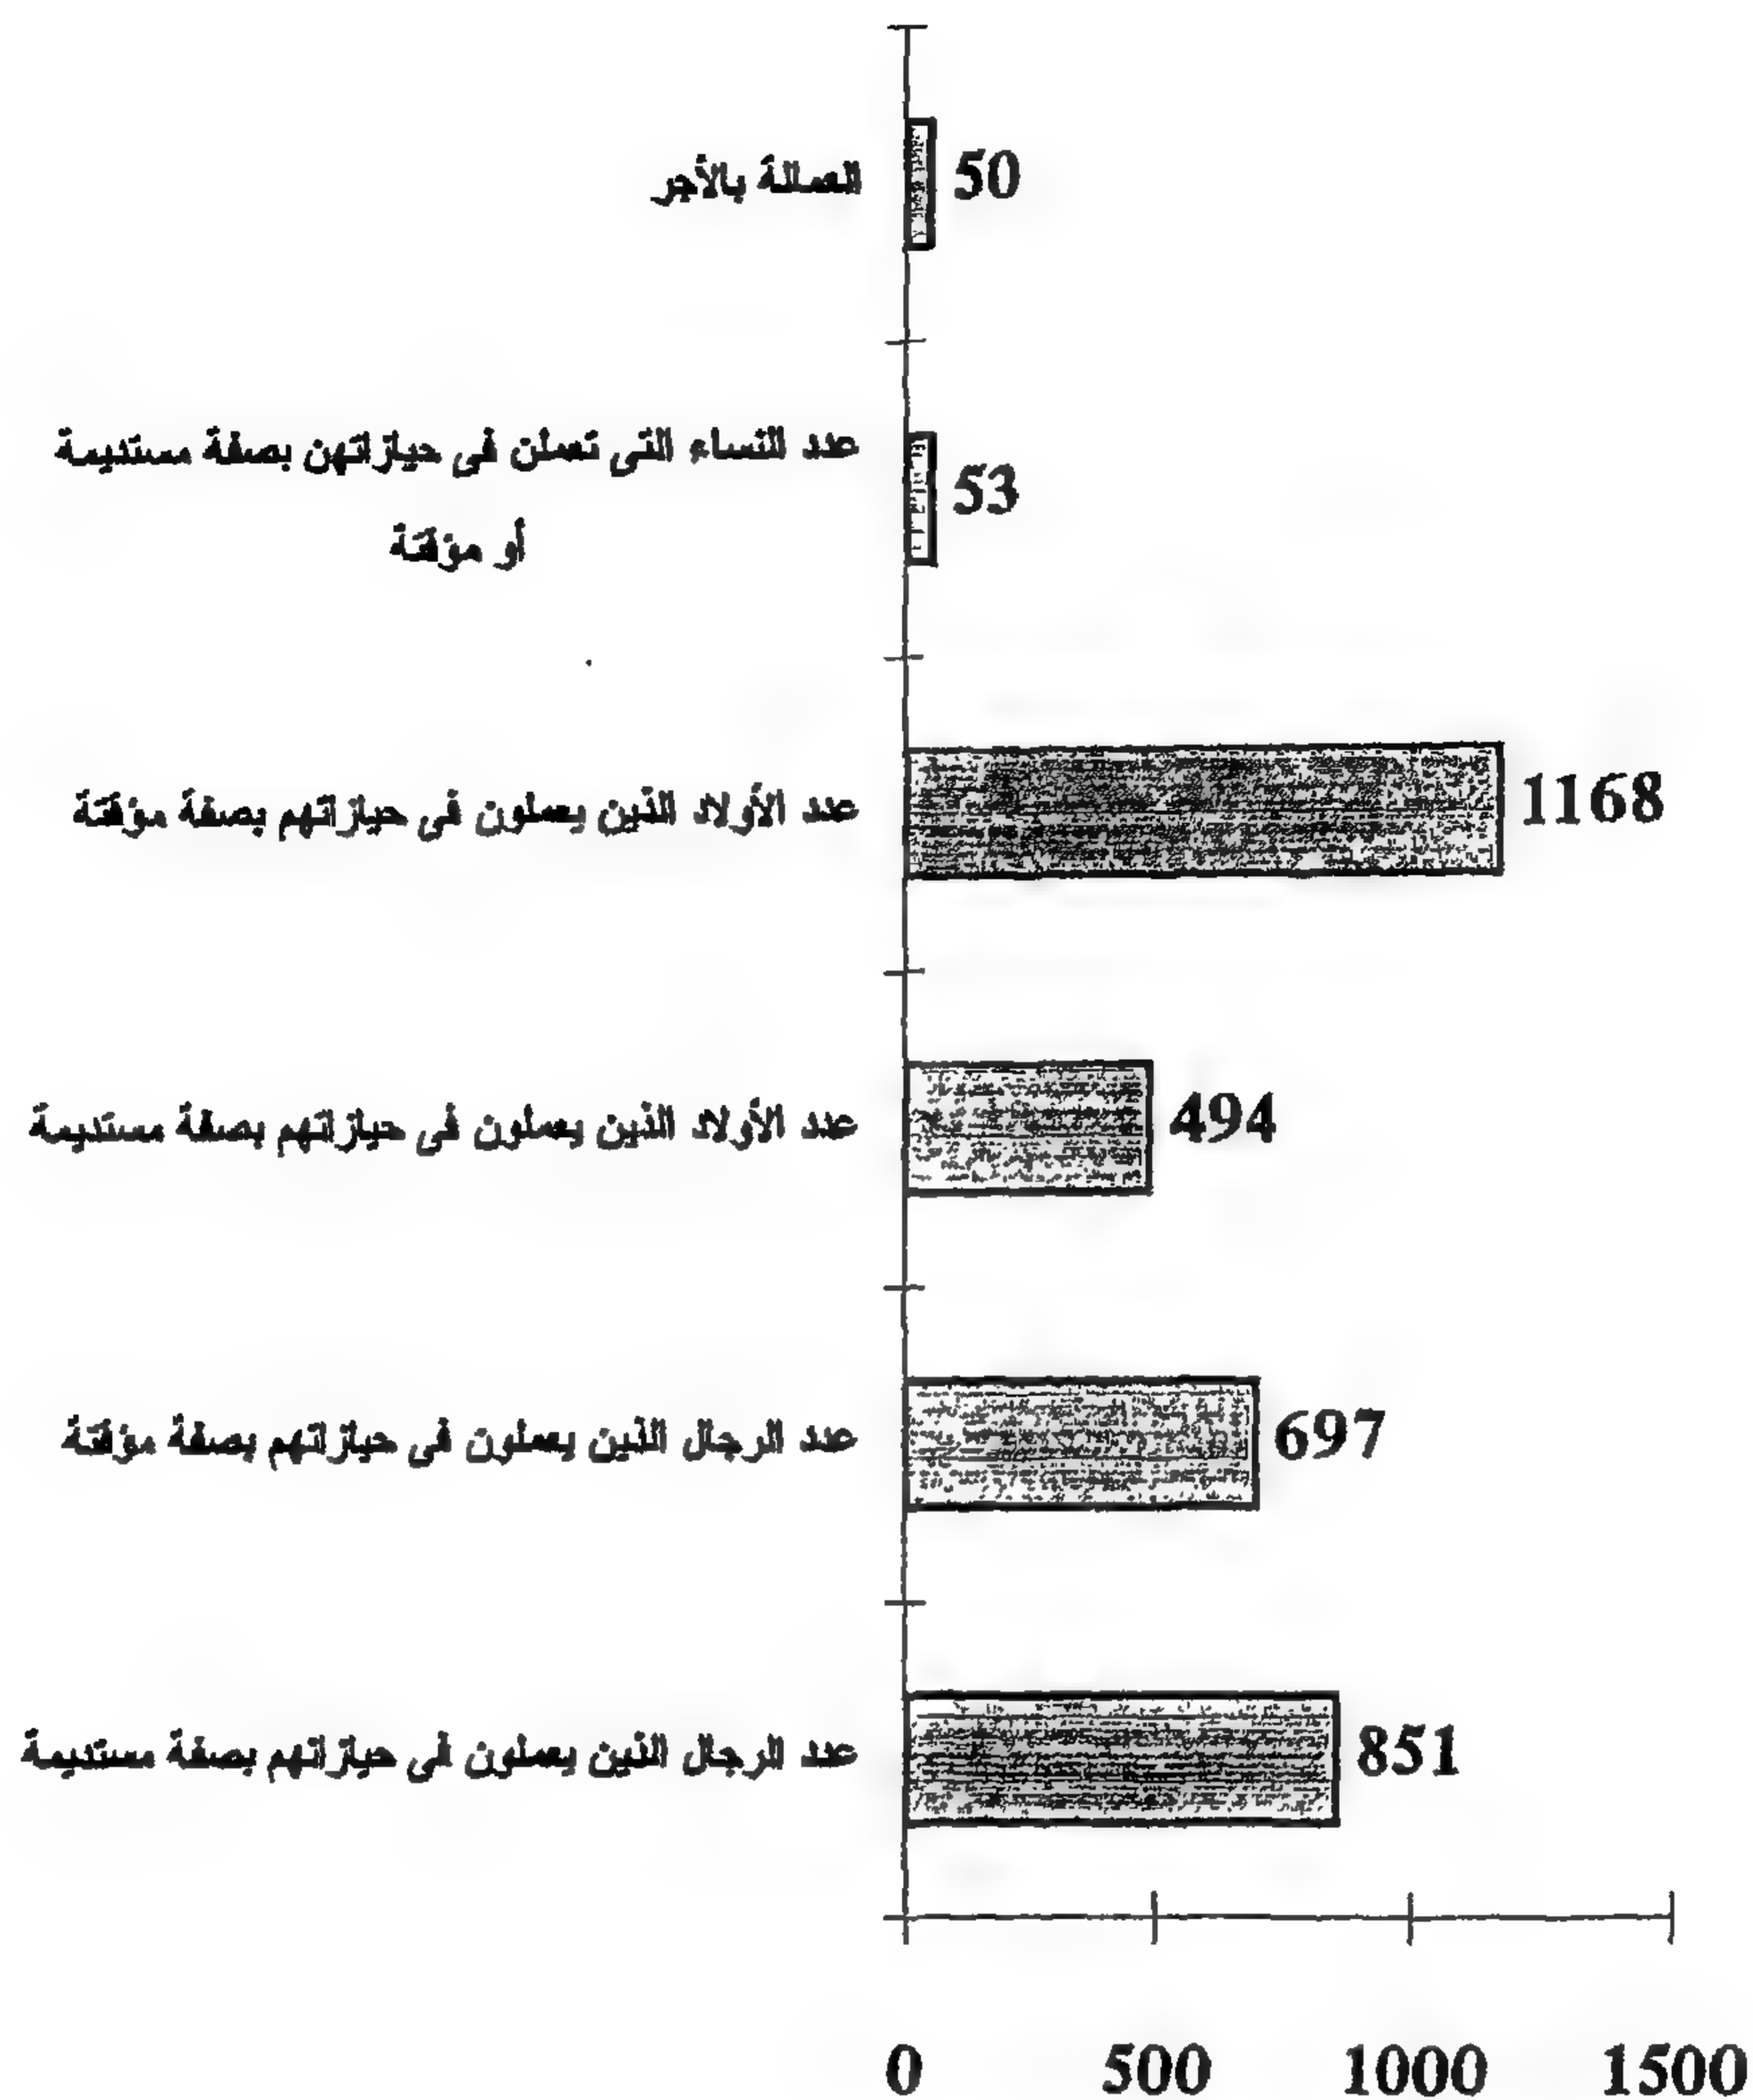 العمالة بالأجر
50
عدد النساء التى تعملن فى حيازاتهن بصفة مستديمة
أو مؤقتة
53
عدد الأولاد الذين يعملون فى حيازاتهم بصفة مؤقتة
1168
عدد الأولاد الذين يعملون فى حيازاتهم بصفة مستديمة
494
عدد الرجال الذين يعملون فى حيازاتهم بصفة مؤقتة
697
عدد الرجال الذين يعملون فى حيازاتهم بصفة مستديمة
851
0 500 1000 1500